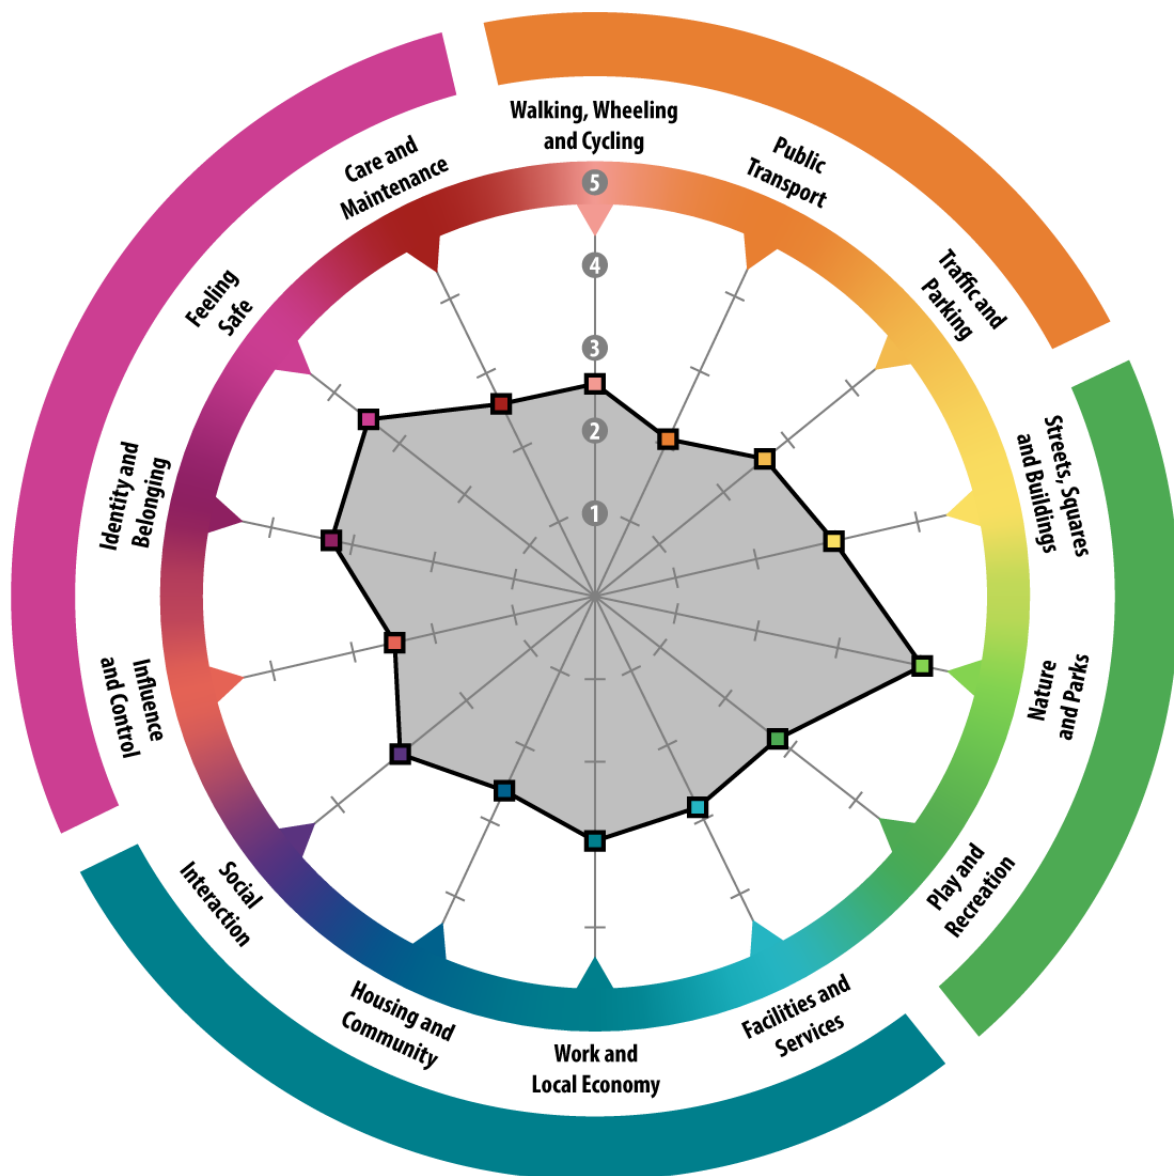 Walking, Wheeling
and Cycling
Public
Transport
Traffic and
Parking
Streets, Squares
and Buildings
Nature
and Parks
Play and
Recreation
Facilities and
Services
Work and
Local Economy
Housing and
Community
Social
Interaction
Influence
and Control
Identity and
Belonging
Feeling
Safe
Care and
Maintenance
5
4
3
2
1